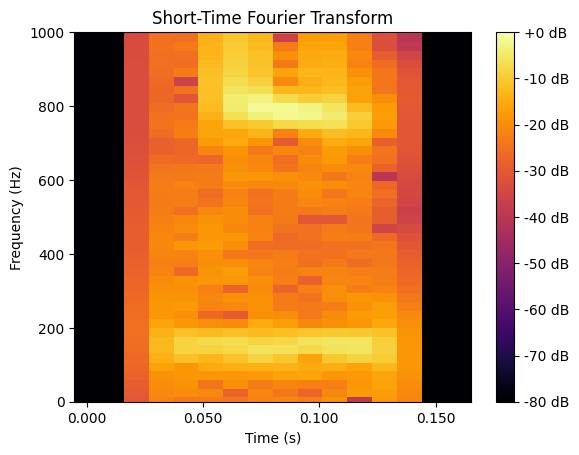 Short-Time Fourier Transform
1000
800
600
400
200
0
Frequency (Hz)
0.000
0.050
0.100
0.150
Time (s)
+0 dB
-10 dB
-20 dB
-30 dB
-40 dB
-50 dB
-60 dB
-70 dB
-80 dB